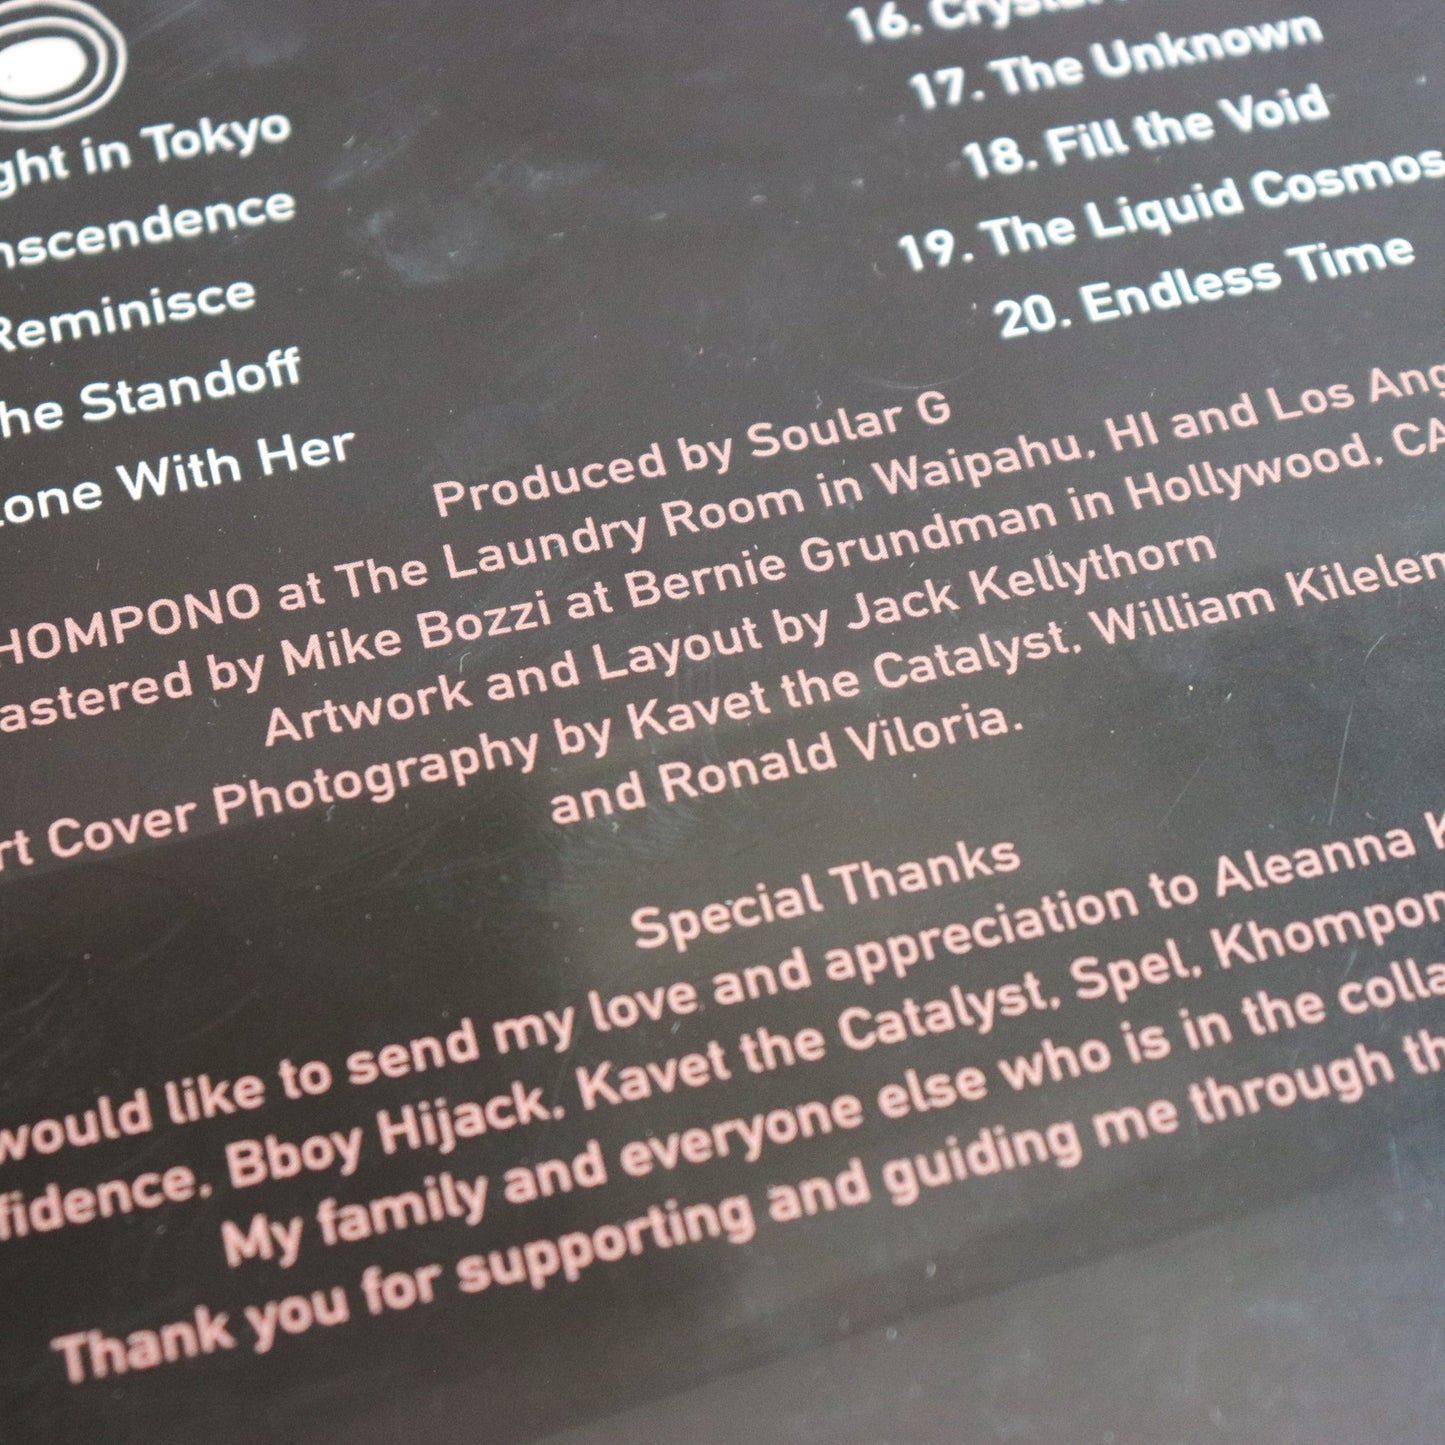 ght in Tokyo
nscendence
Reminisce
he Standoff
one With Her
16. Crystal
17. The Unknown
18. Fill the Void
19. The Liquid Cosmos
20. Endless Time
Produced by Soular G
HOMPONO at The Laundry Room in Waipahu, HI and Los Ang
astered by Mike Bozzi at Bernie Grundman in Hollywood, CA
Artwork and Layout by Jack Kellythorn
rt Cover Photography by Kavet the Catalyst, William Kilelem
and Ronald Viloria.
Special Thanks
would like to send my love and appreciation to Aleanna K
fidence, Bboy Hijack, Kavet the Catalyst, Spel, Khompon
My family and everyone else who is in the colla
Thank you for supporting and guiding me through th